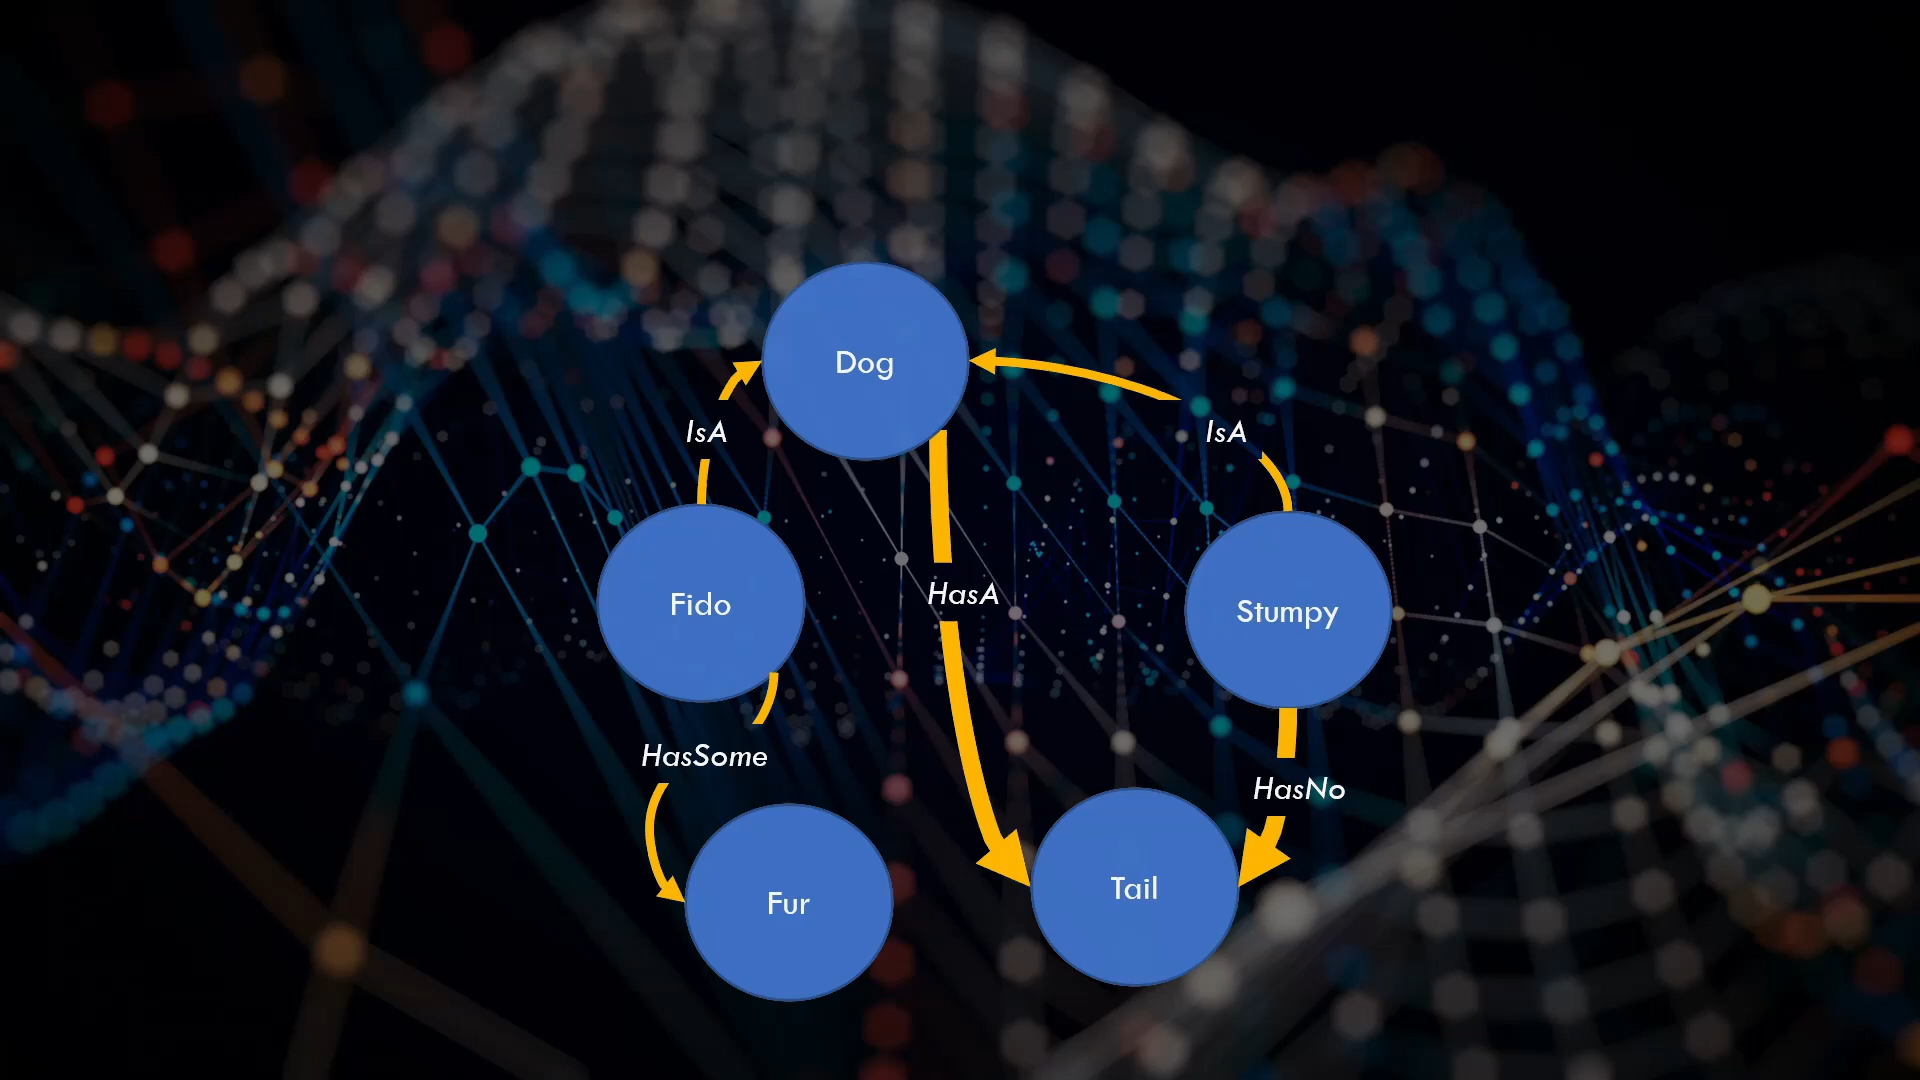 Dog
IsA
IsA
HasA
Fido
Stumpy
HasSome
HasNo
Fur
Tail